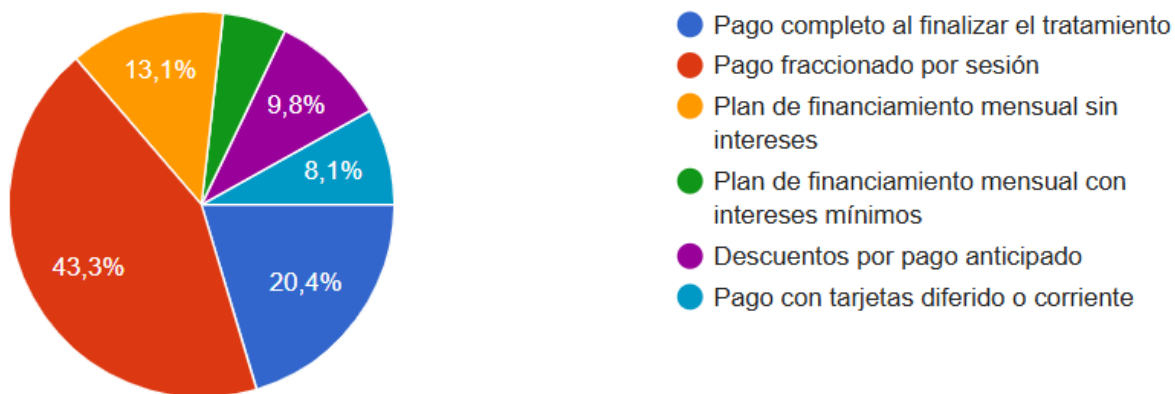 13,1%
9,8%
8,1%
43,3%
20,4%
Pago completo al finalizar el tratamiento
Pago fraccionado por sesión
Plan de financiamiento mensual sin
intereses
Plan de financiamiento mensual con
intereses mínimos
Descuentos por pago anticipado
Pago con tarjetas diferido o corriente